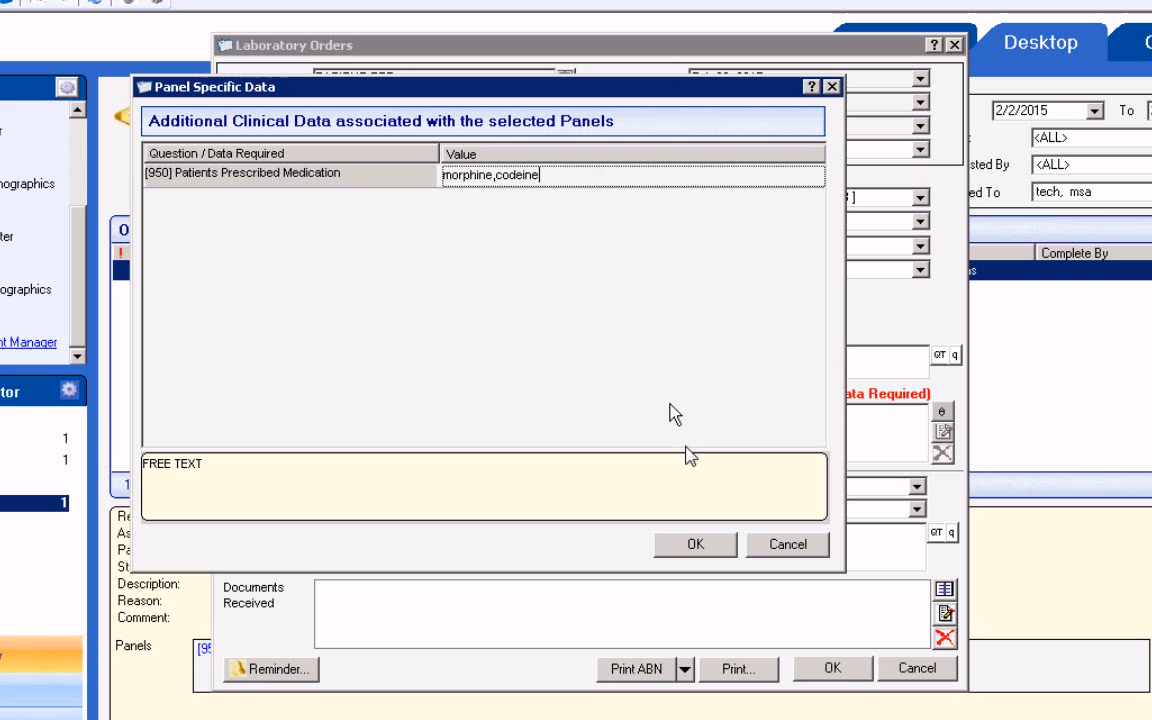 Laboratory Orders
Desktop
Panel Specific Data
Additional Clinical Data associated with the selected Panels
2/2/2015
To
<ALL>
Question / Data Required
Value
[950] Patients Prescribed Medication
morphine,codeine
sted By
<ALL>
ographics
ed To
tech, msa
ter
Complete By
ographics
nt Manager
QT q
ata Required)
tor
1
1
1
FREE TEXT
QT q
OK
Cancel
Description:
Reason:
Comment:
Documents
Received
Panels
Reminder...
Print ABN
Print...
OK
Cancel